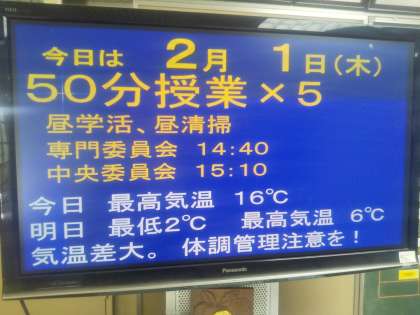 今日は 2月 1日(木)
50分授業×5
昼学活、昼清掃
専門委員会 14:40
中央委員会 15:10
今日 最高気温 16℃
明日 最低2℃ 最高気温 6℃
気温差大。 体調管理注意を!
Panasonic